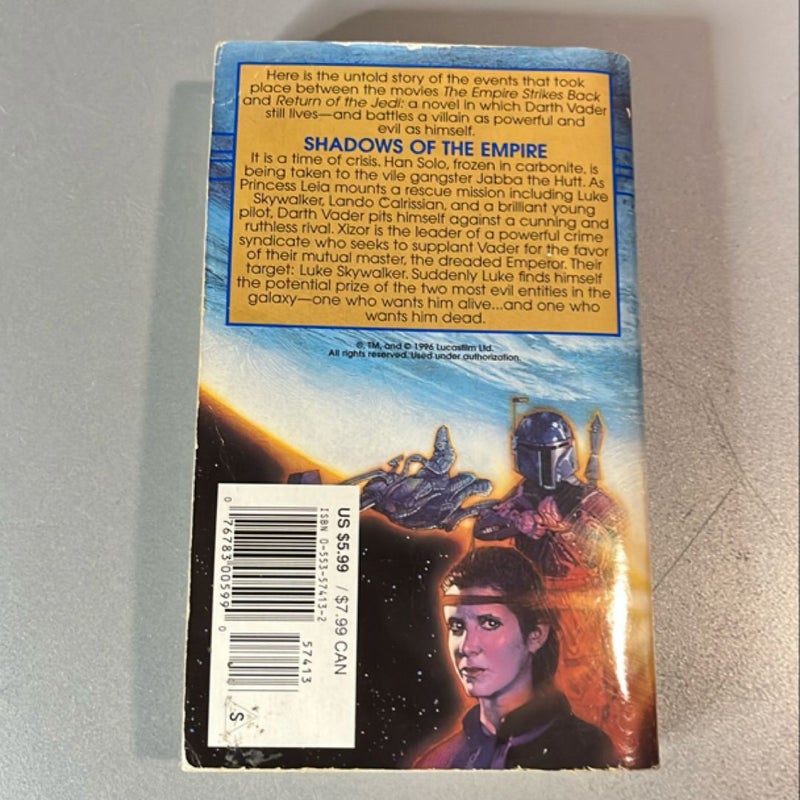 Here is the untold story of the events that took
place between the movies The Empire Strikes Back
and Return of the Jedi: a novel in which Darth Vader
still lives—and battles a villain as powerful and
evil as himself.
SHADOWS OF THE EMPIRE
It is a time of crisis. Han Solo, frozen in carbonite, is
being taken to the vile gangster Jabba the Hutt. As
Princess Leia mounts a rescue mission including Luke
Skywalker, Lando Calrissian, and a brilliant young
pilot, Darth Vader pits himself against a cunning and
ruthless rival. Xizor is the leader of a powerful crime
syndicate who seeks to supplant Vader for the favor
of their mutual master, the dreaded Emperor. Their
target: Luke Skywalker. Suddenly Luke finds himself
the potential prize of the two most evil entities in the
galaxy—one who wants him alive...and one who
wants him dead.
®, TM, and © 1996 Lucasfilm Ltd.
All rights reserved. Used under authorization.
US $5.99 / $7.99 CAN
ISBN 0-553-57413-2
57413
0 76783 00599 0
S